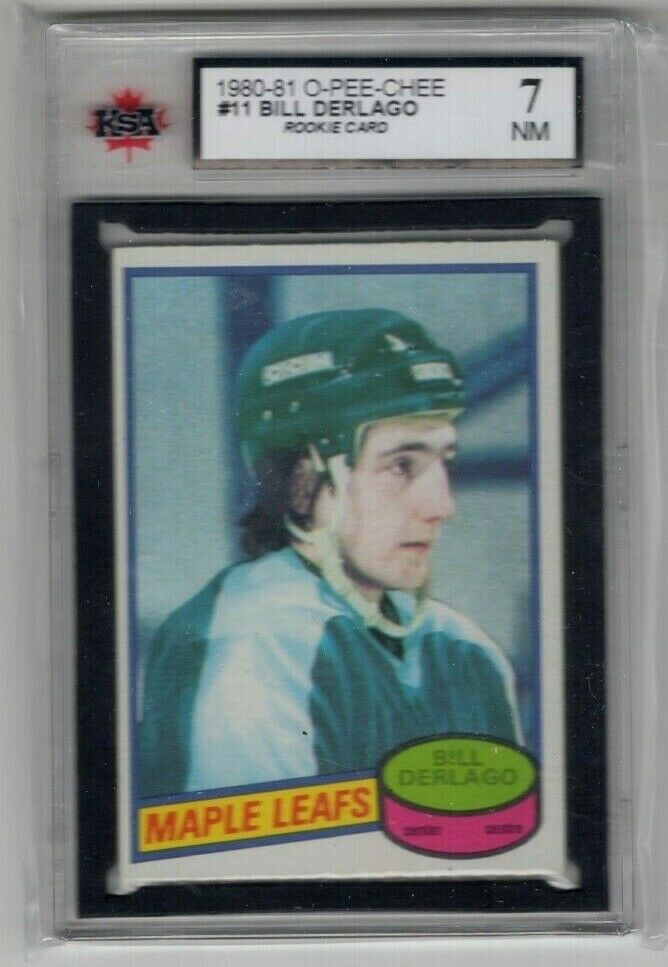 1980-81 O-PEE-CHEE
#11 BILL DERLAGO
ROOKIE CARD
7
NM
KSA
BILL
DERLAGO
MAPLE LEAFS
center centre